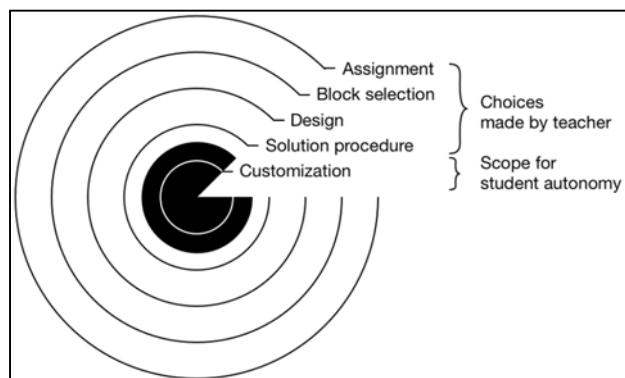 Assignment
Block selection
Design
Solution procedure
Customization
Choices
made by teacher
Scope for
student autonomy